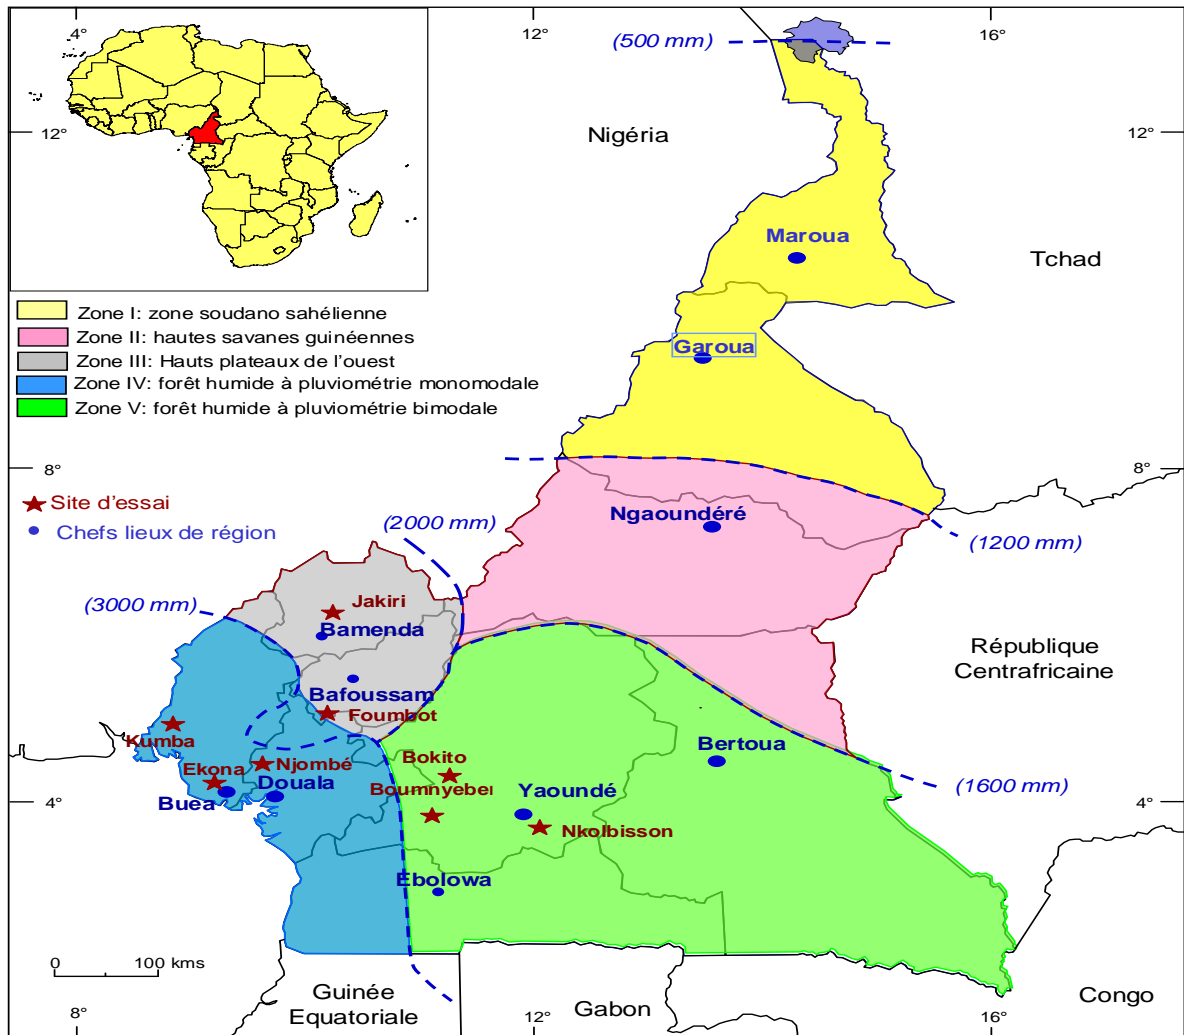 4°
12°
16°
(500 mm)
12°
Nigéria
12°
Maroua
Tchad
Zone I: zone soudano sahélienne
Zone II: hautes savanes guinéennes
Zone III: Hauts plateaux de l'ouest
Zone IV: forêt humide à pluviométrie monomodale
Zone V: forêt humide à pluviométrie bimodale
Garoua
8°
8°
Site d'essai
Chefs lieux de région
Ngaoundéré
(2000 mm)
(1200 mm)
(3000 mm)
Jakiri
Bamenda
République
Centrafricaine
Bafoussam
Foumbot
Kumba
Bertoua
Bokito
Njombé
Ekona
Douala
Boumnyebel
Yaoundé
(1600 mm)
Buea
4°
4°
Nkolbisson
Ebolowa
0
100 kms
Guinée
Equatoriale
Gabon
Congo
8°
12°
16°